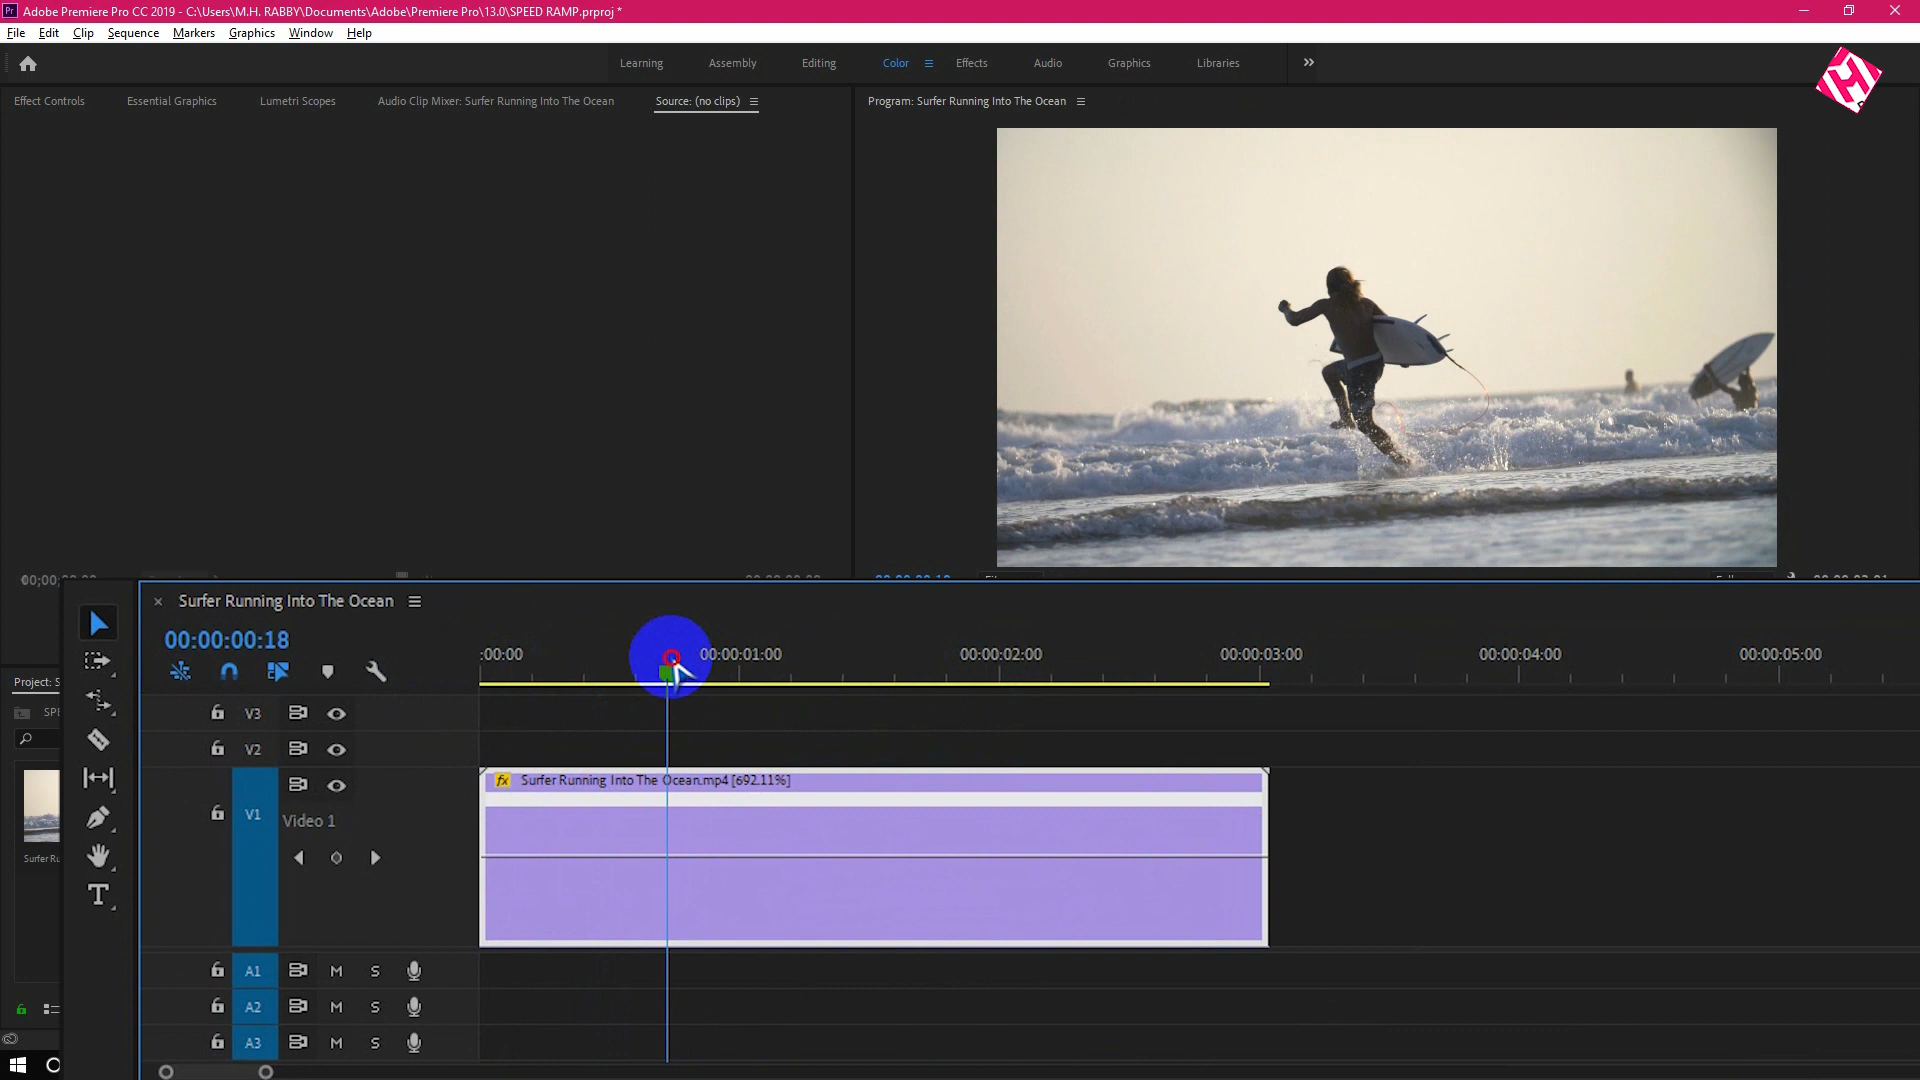 Pr Adobe Premiere Pro CC 2019 - C:\Users\M.H. RABBY\Documents\Adobe\Premiere Pro\13.0\SPEED RAMP.prproj *
File Edit Clip Sequence Markers Graphics Window Help
Learning Assembly Editing Color Effects Audio Graphics Libraries
Effect Controls Essential Graphics Lumetri Scopes Audio Clip Mixer: Surfer Running Into The Ocean Source: (no clips)
Program: Surfer Running Into The Ocean
Surfer Running Into The Ocean
00:00:00:18
:00:00 00:00:01:00 00:00:02:00 00:00:03:00 00:00:04:00 00:00:05:00
Project: S
SPE
V3
V2
fx Surfer Running Into The Ocean.mp4 [692.11%]
V1 Video 1
Surfer Ru
A1 M S
A2 M S
A3 M S